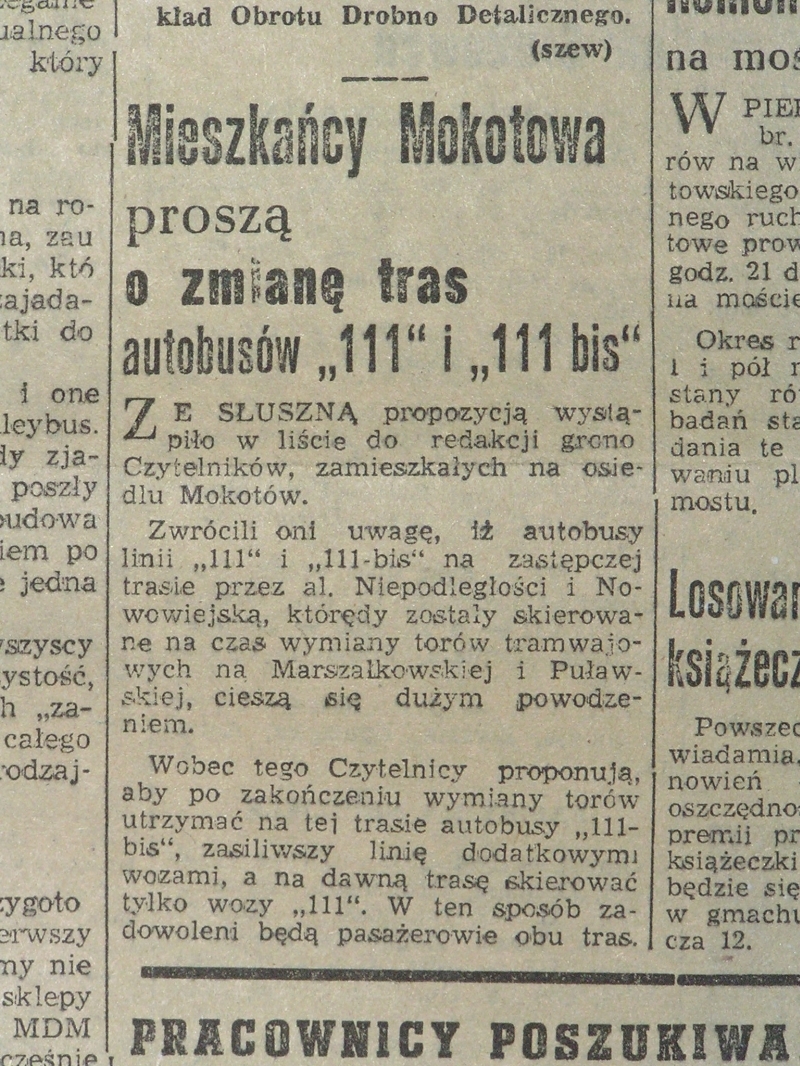 ualnego
który
na ro-
zau
ki, któ
zajada-
tki do
i one
leybus.
dy zja-
poszły
budowa
iem po
jedna
wszyscy
ystość,
h „za-
całego
rodzaj-
zygoto
erwszy
ny nie
sklepy
MDM
cześnie
kład Obrotu Drobno Detalicznego.
(szew)
Mieszkańcy Mokotowa
proszą
o zmianę tras
autobusów „111“ i „111 bis“
ZE SŁUSZNĄ propozycją wystą-
piło w liście do redakcji grono
Czytelników, zamieszkałych na osie-
dlu Mokotów.
Zwrócili oni uwagę, iż autobusy
linii „111“ i „111-bis“ na zastępczej
trasie przez al. Niepodległości i No-
wowiejską, którędy zostały skierowa-
ne na czas wymiany torów tramwajo-
wych na Marszałkowskiej i Puław-
skiej, cieszą się dużym powodze-
niem.
Wobec tego Czytelnicy proponują,
aby po zakończeniu wymiany torów
utrzymać na tej trasie autobusy „111-
bis“, zasiliwszy linię dodatkowymi
wozami, a na dawną trasę skierować
tylko wozy „111“. W ten sposób za-
dowoleni będą pasażerowie obu tras.
PRACOWNICY POSZUKIWA
na moś
W PIER
br.
rów na w
towskiego
nego ruch
towe prow
godz. 21 d
na moście
Okres r
1 i pół r
stany ró
badań sta
dania te
waniu pl
mostu.
Losowan
książecz
Powszec
wiadamia,
nowień
oszczędno
premii pr
książeczki
będzie się
w gmachu
cza 12.